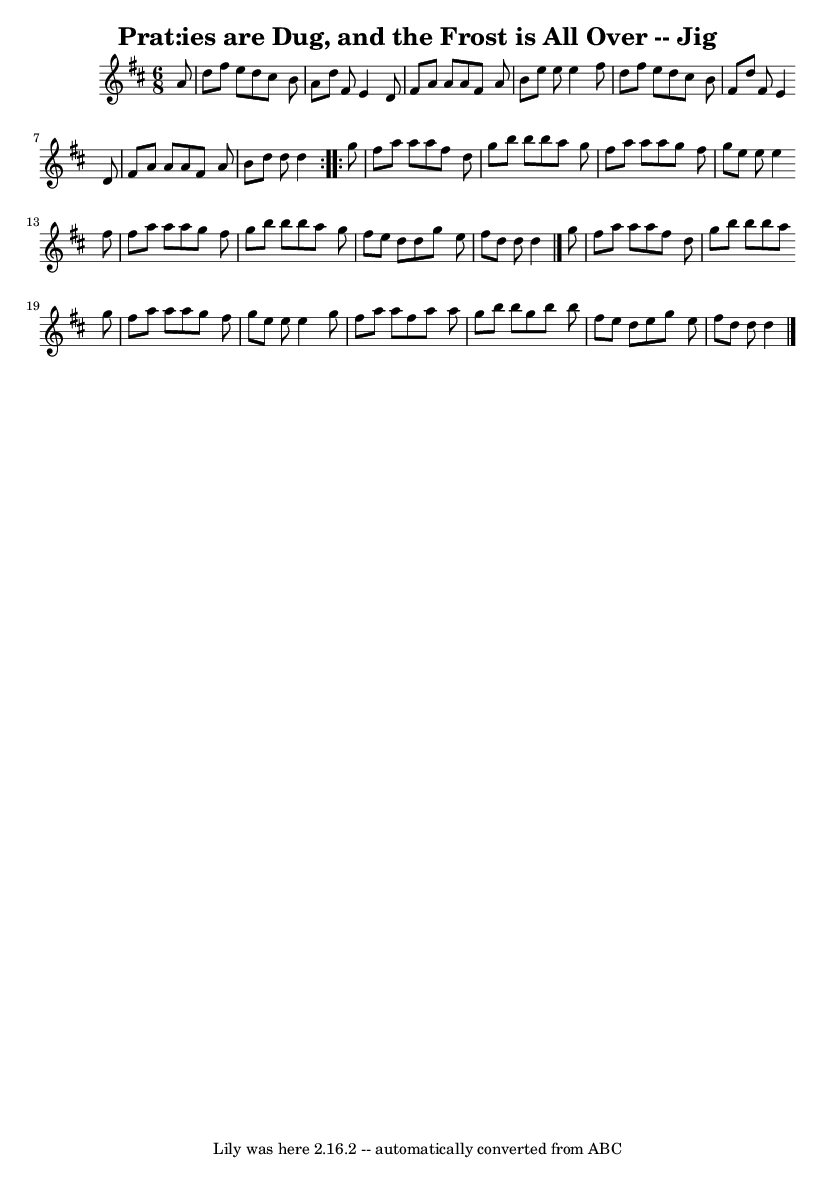 Prat:ies are Dug, and the Frost is All Over -- Jig
6
8
7
13
19
Lily was here 2.16.2 -- automatically converted from ABC